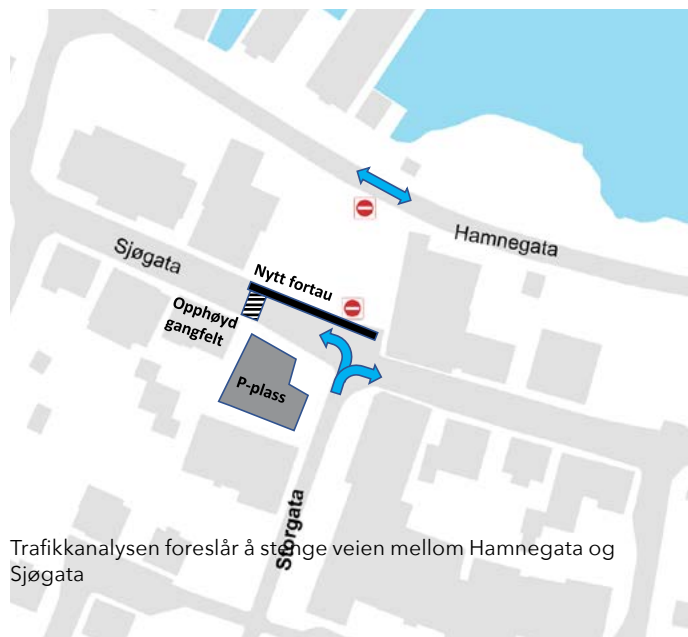 Hamnegata
Sjøgata
Nytt fortau
Opphøyd
gangfelt
P-plass
Storgata
Trafikkanalysen foreslår å stenge veien mellom Hamnegata og
Sjøgata